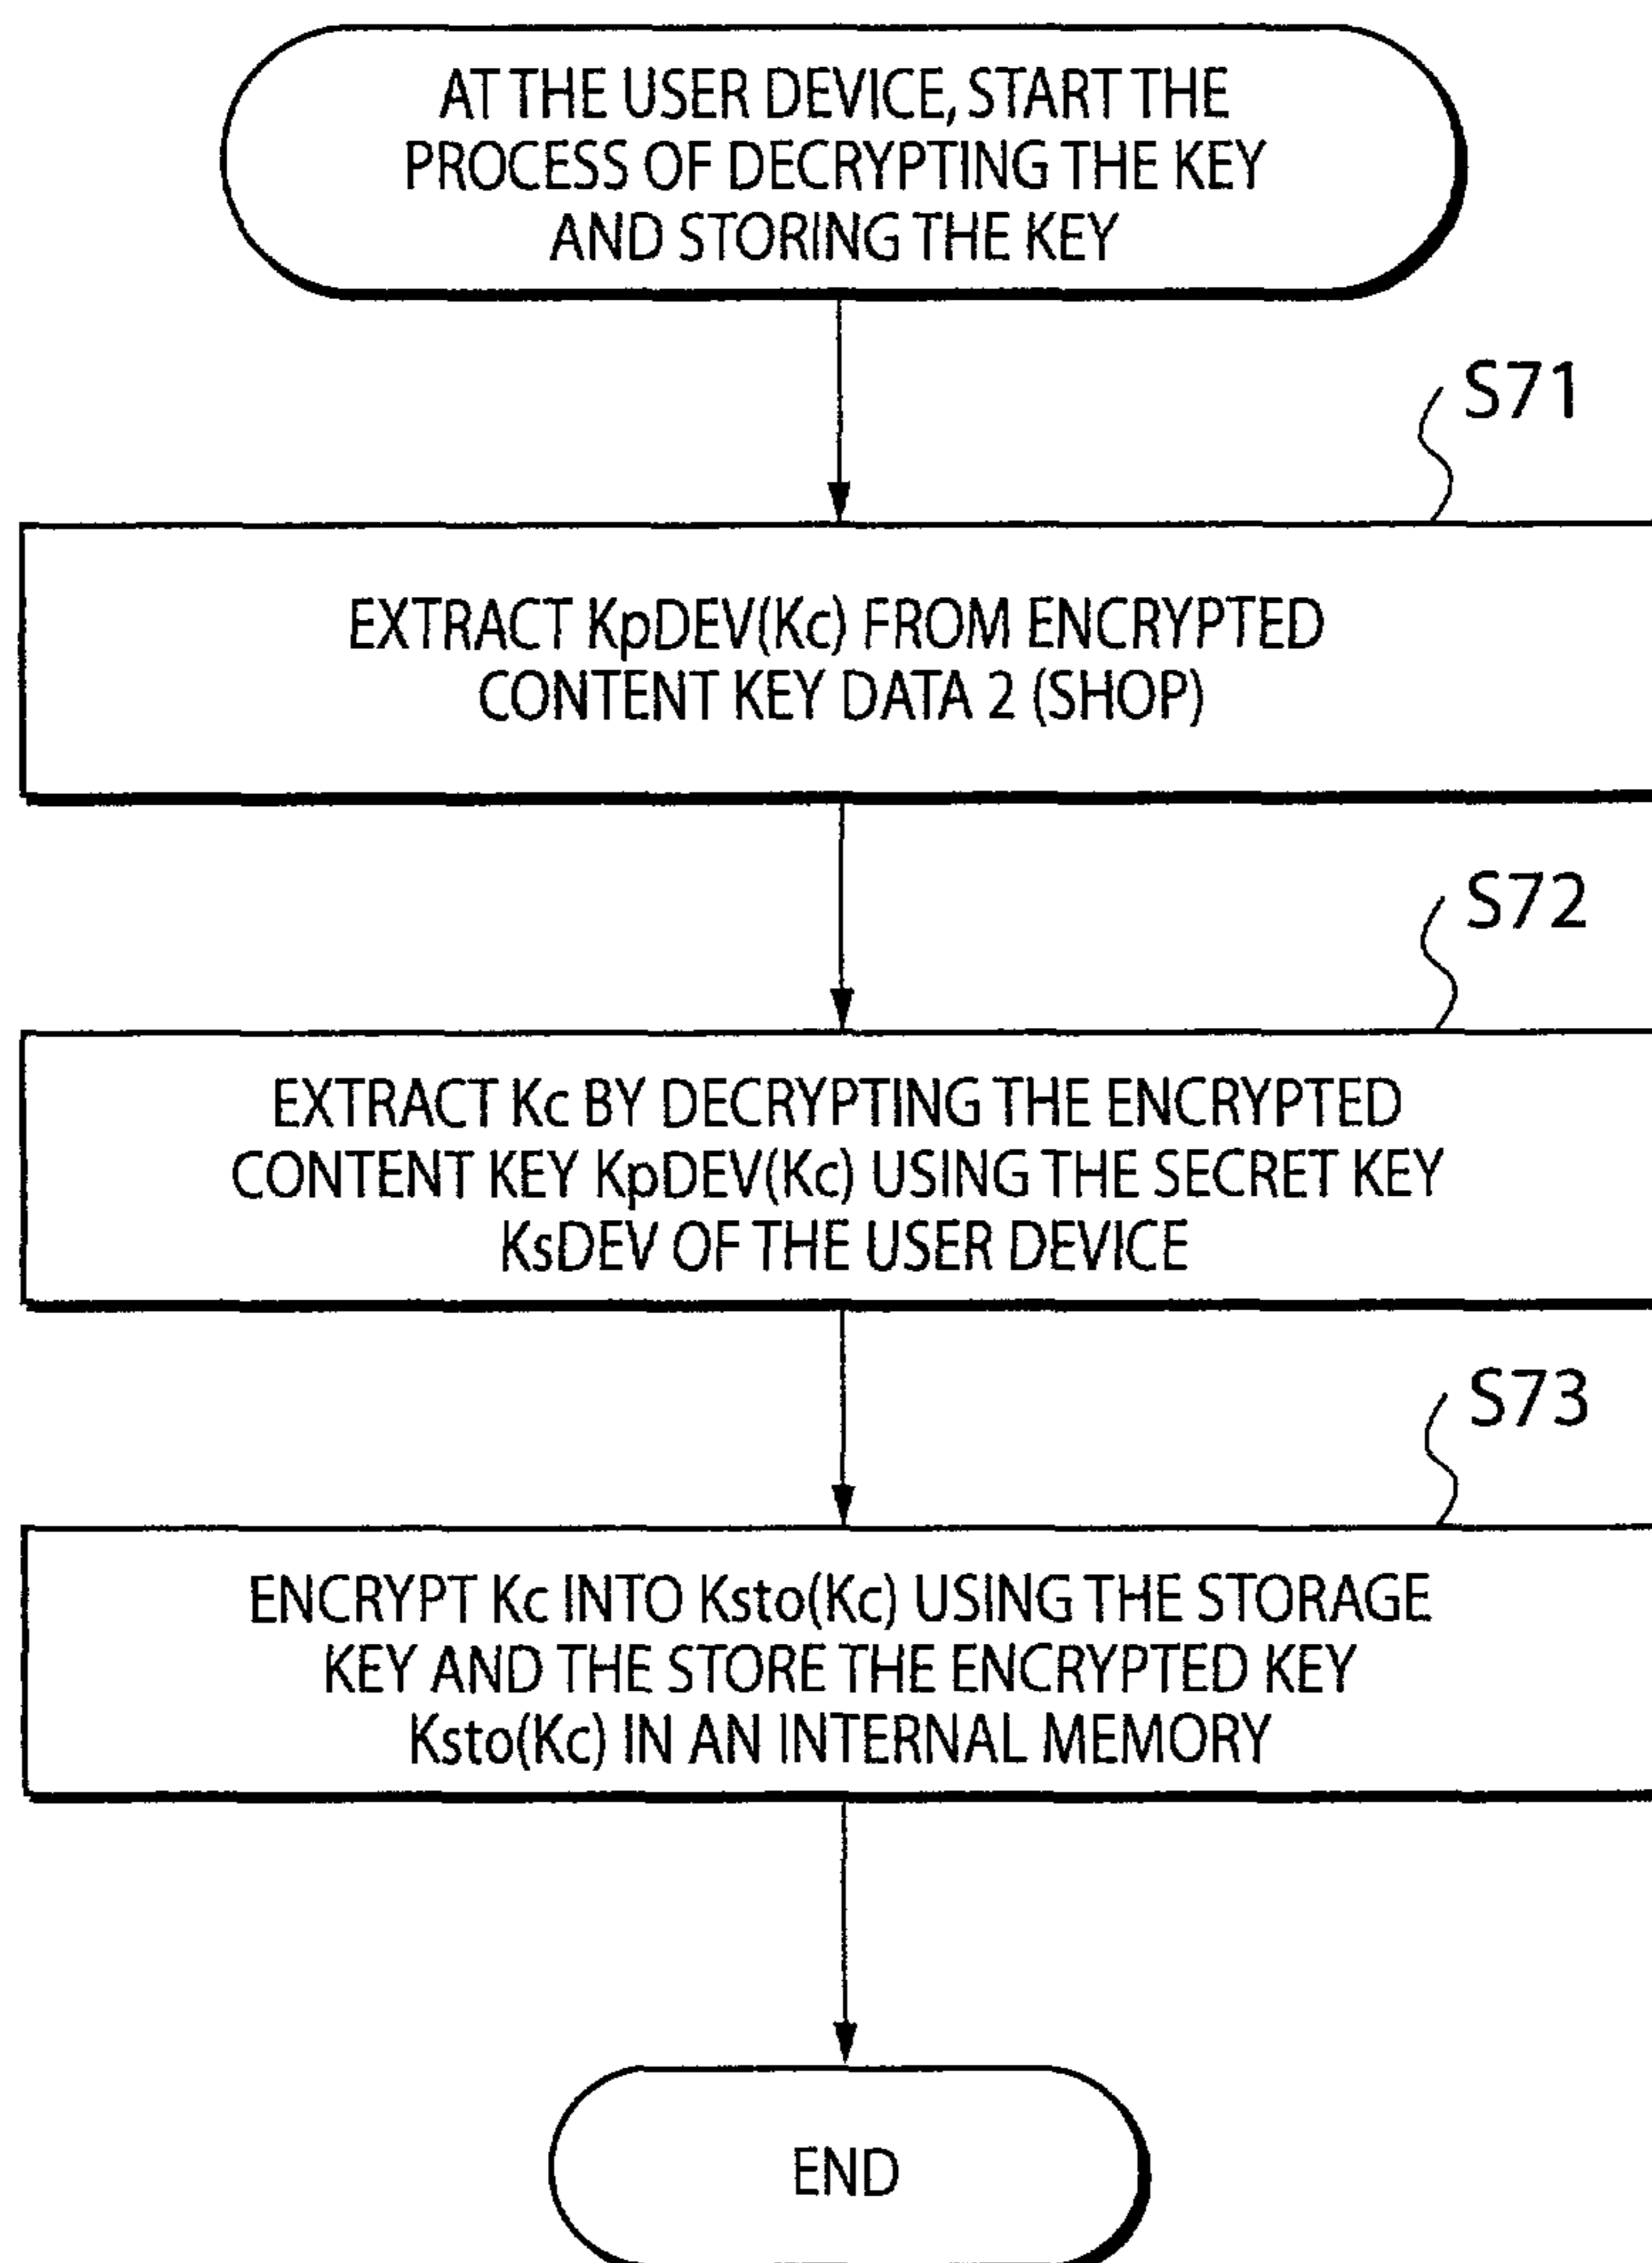 AT THE USER DEVICE, START THE
PROCESS OF DECRYPTING THE KEY
AND STORING THE KEY
S71
EXTRACT KpDEV(Kc) FROM ENCRYPTED
CONTENT KEY DATA 2 (SHOP)
S72
EXTRACT Kc BY DECRYPTING THE ENCRYPTED
CONTENT KEY KpDEV(Kc) USING THE SECRET KEY
KsDEV OF THE USER DEVICE
S73
ENCRYPT Kc INTO Ksto(Kc) USING THE STORAGE
KEY AND THE STORE THE ENCRYPTED KEY
Ksto(Kc) IN AN INTERNAL MEMORY
END